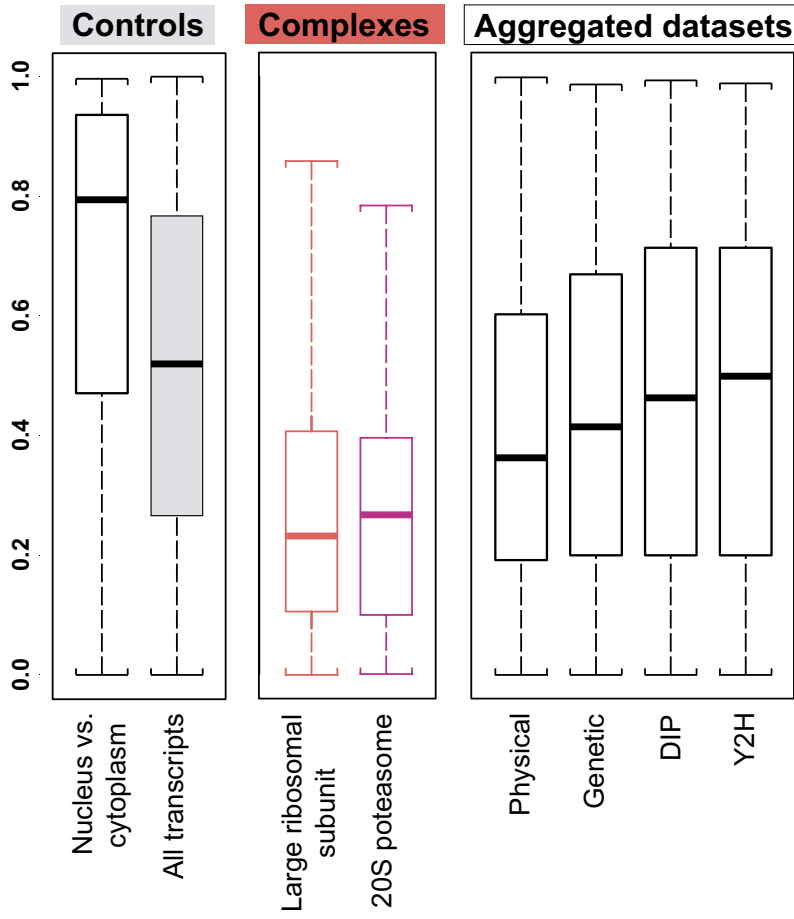 Controls
Complexes
Aggregated datasets
1.0
0.8
0.6
0.4
0.2
0.0
Nucleus vs.
cytoplasm
All transcripts
Large ribosomal
subunit
20S poteasome
Physical
Genetic
DIP
Y2H